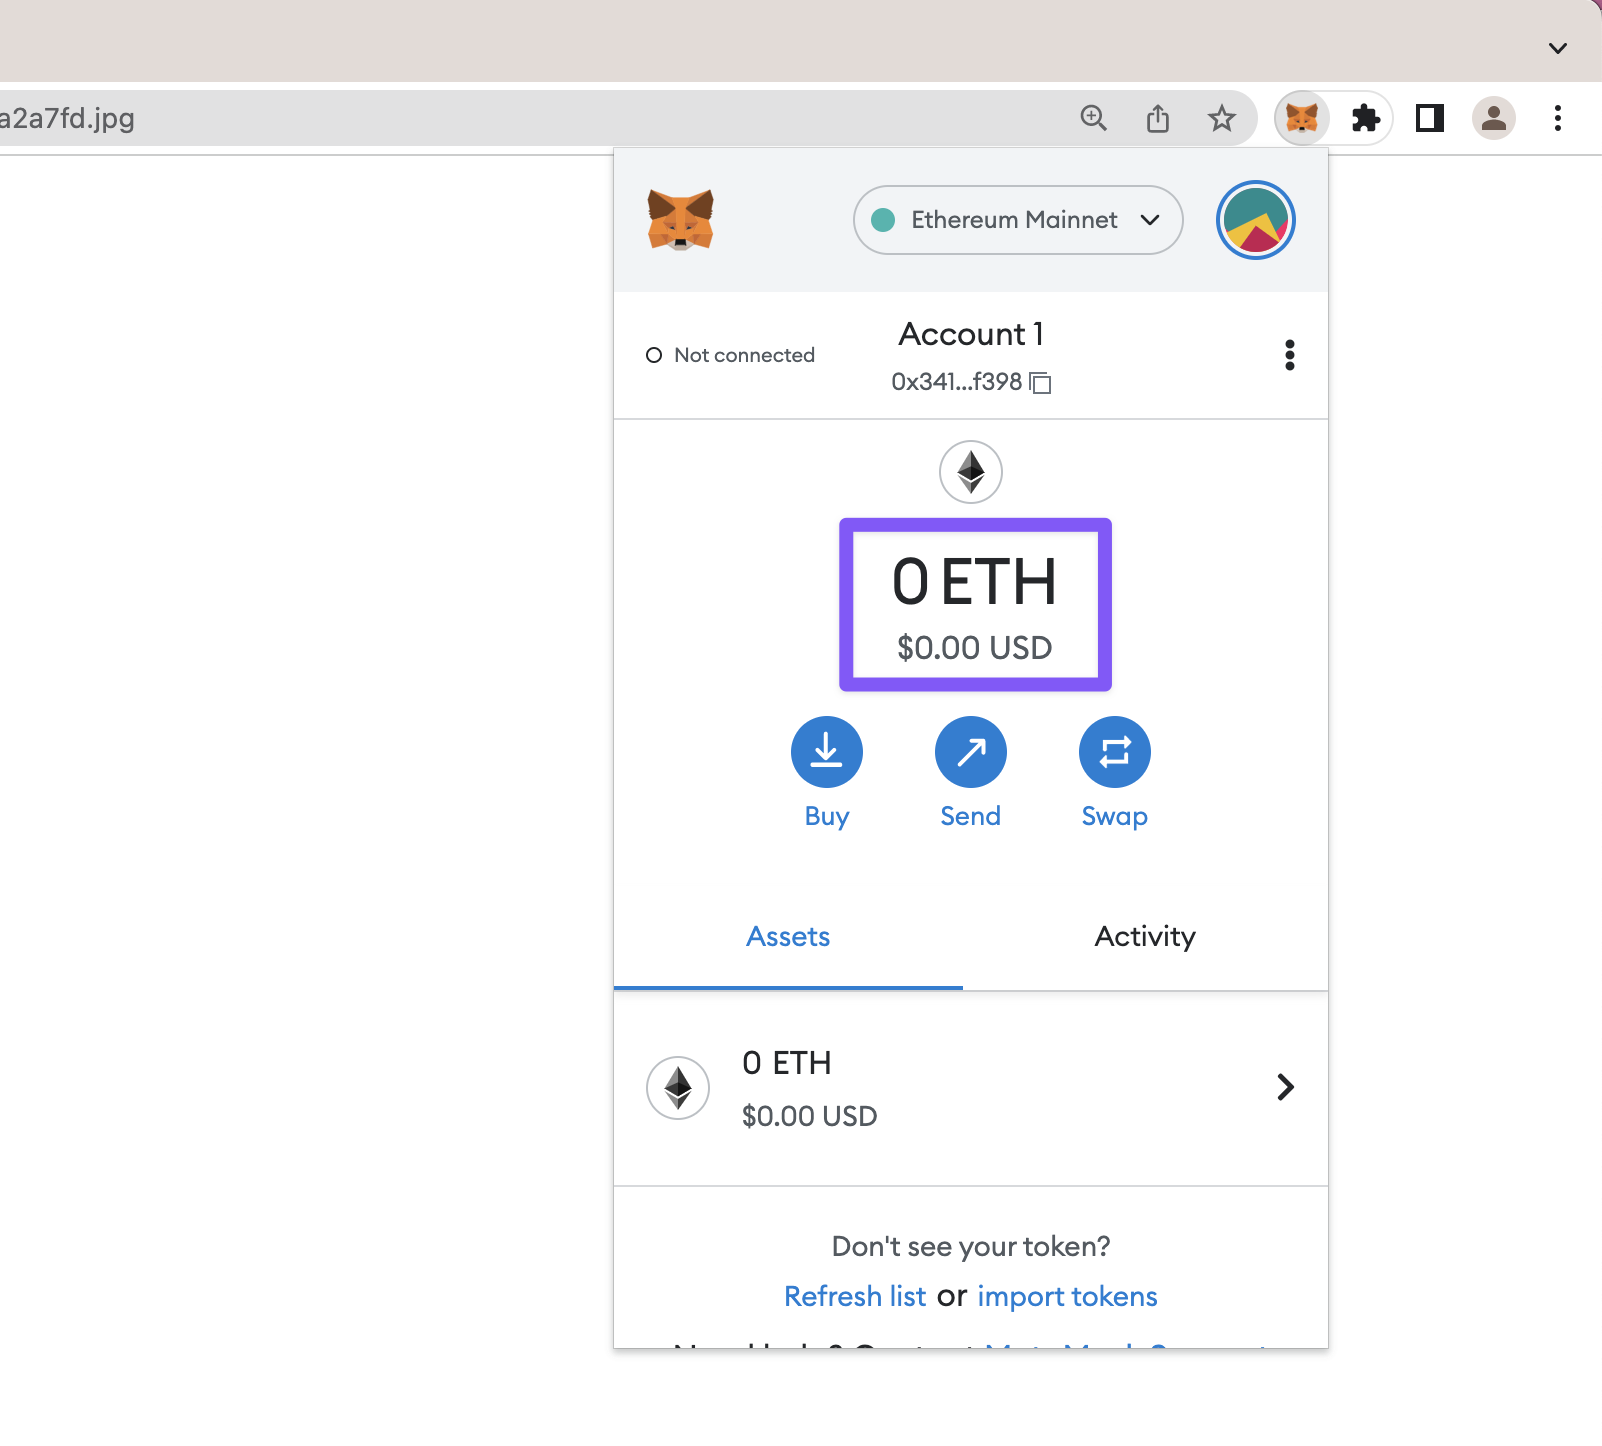 a2a7fd.jpg
Ethereum Mainnet
Not connected
Account 1
0x341...f398
0 ETH
$0.00 USD
Buy
Send
Swap
Assets
Activity
0 ETH
$0.00 USD
Don't see your token?
Refresh list or import tokens